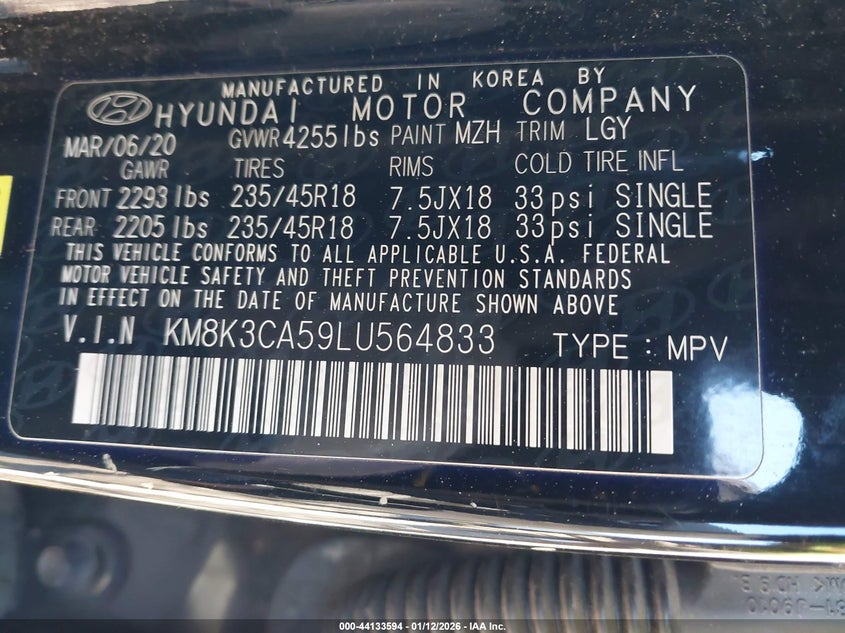 MANUFACTURED IN KOREA BY
HYUNDAI MOTOR COMPANY
MAR/06/20 GVWR 4255lbs PAINT MZH TRIM LGY
GAWR TIRES RIMS COLD TIRE INFL
FRONT 2293 lbs 235/45R18 7.5JX18 33psi SINGLE
REAR 2205 lbs 235/45R18 7.5JX18 33psi SINGLE
THIS VEHICLE CONFORMS TO ALL APPLICABLE U.S.A. FEDERAL
MOTOR VEHICLE SAFETY AND THEFT PREVENTION STANDARDS
IN EFFECT ON THE DATE OF MANUFACTURE SHOWN ABOVE
V.I.N KM8K3CA59LU564833 TYPE : MPV
000-44133594 - 01/12/2026 - IAA Inc.